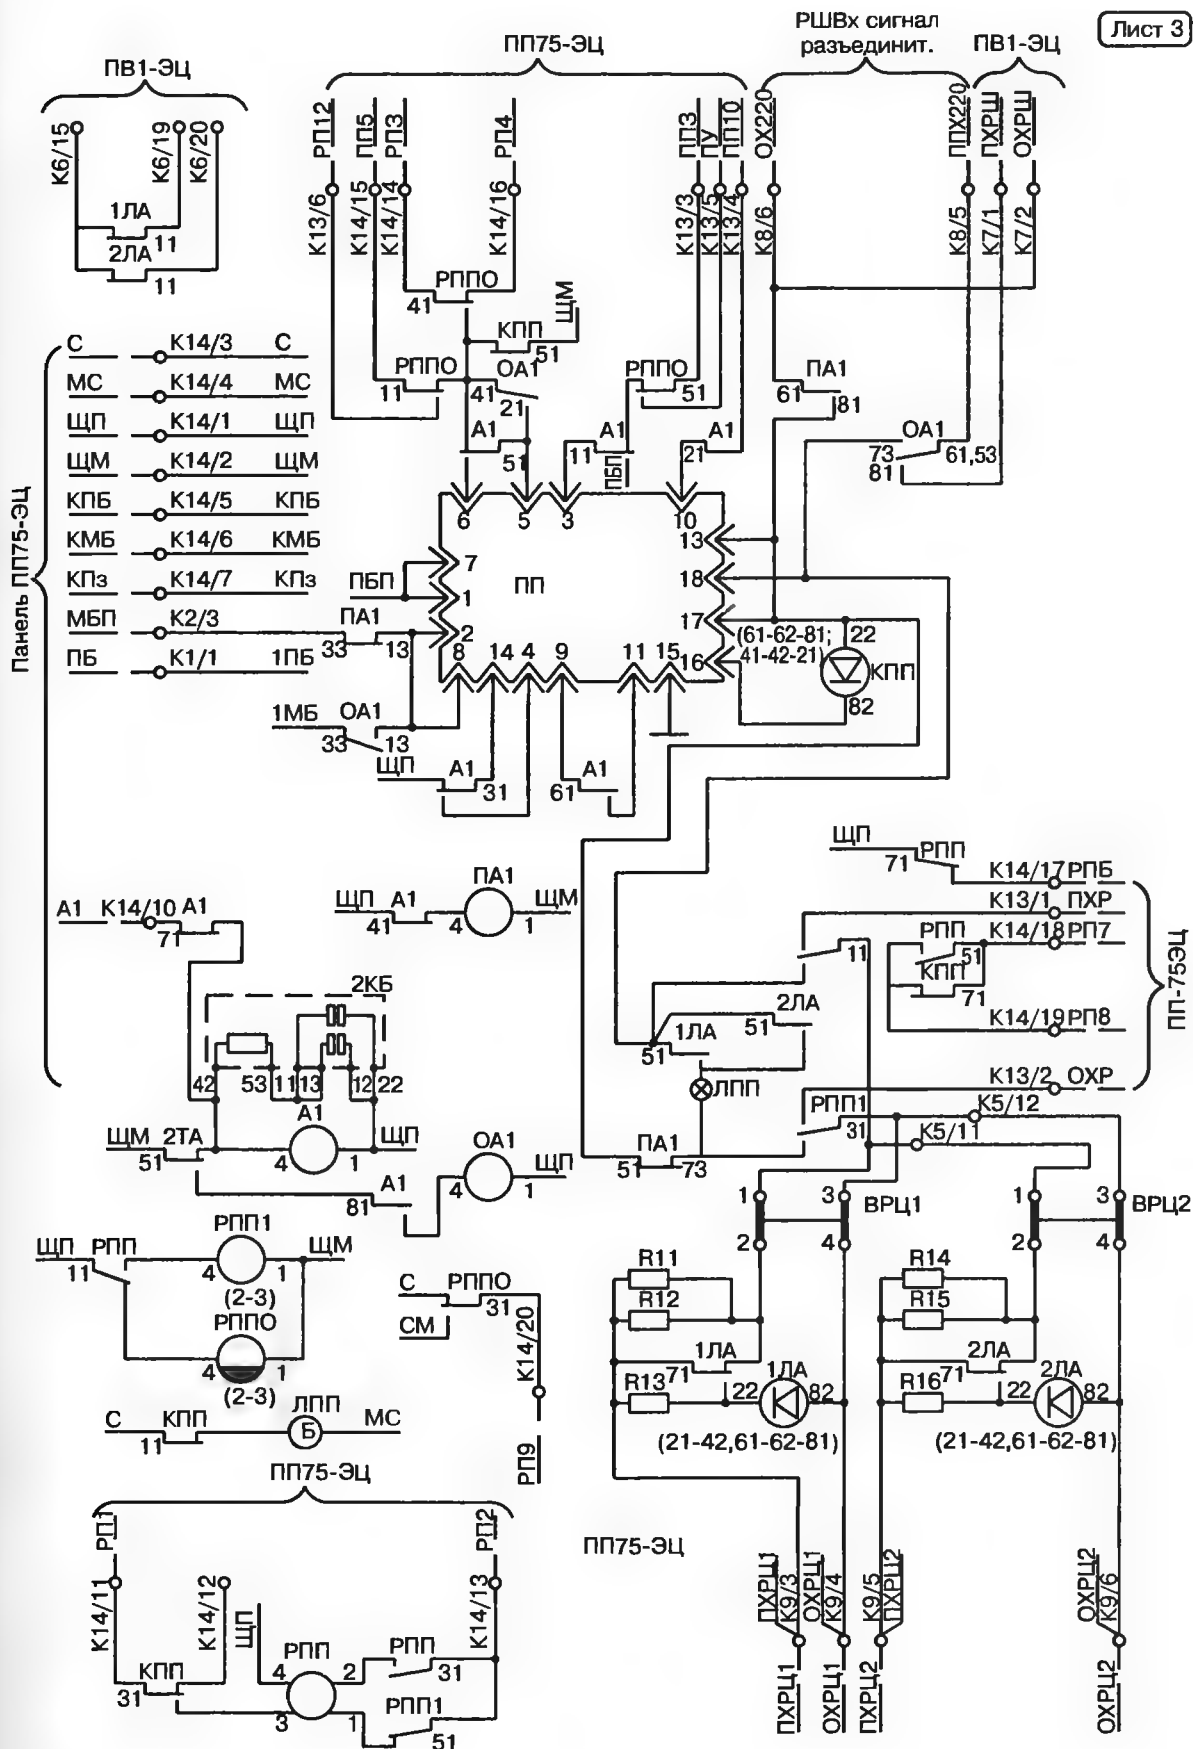 Лист 3
РШВх сигнал
разъединит.
ПП75-ЭЦ
ПВ1-ЭЦ
ПВ1-ЭЦ
К6/15
К6/19
К6/20
1ЛА
11
2ЛА
11
РП12
ПП5
РП3
РП4
ПП3
ПУ
ПП10
ОХ220
ППХ220
ПХРШ
ОХРШ
К13/6
К14/15
К14/14
К14/16
К13/3
К13/5
К13/4
К8/6
К8/5
К7/1
К7/2
РППО
41
ЩМ
КПП
51
РППО
11
ОА1
41
21
РППО
51
ПА1
61
81
А1
51
А1
11
ПБП
А1
21
ОА1
73
81
61,53
Панель ПП75-ЭЦ
С К14/3 С
МС К14/4 МС
ЩП К14/1 ЩП
ЩМ К14/2 ЩМ
КПБ К14/5 КПБ
КМБ К14/6 КМБ
КПз К14/7 КПз
МБП К2/3
ПБ К1/1 1ПБ
ПА1
33 13
ПБП
6 5 3 10
13
18
17
16
7
1
2
ПП
8 14 4 9 11 15
(61-62-81;
41-42-21)
22
КПП
82
1МБ ОА1
33 13
ЩП А1
31
А1
61
ЩП РПП
71
К14/17 РПБ
К13/1 ПХР
К14/18 РП7
РПП
51
КПП
71
К14/19 РП8
К13/2 ОХР
ПП-75ЭЦ
11
ПА1
ЩП А1 ЩМ
41 4 1
А1 К14/10 А1
71
2КБ
42 53 11 13 12 22
А1
ЩМ 2ТА ЩП
51 4 1
ОА1
ЩП
4 1
А1
81
2ЛА
51
1ЛА
51
ЛПП
ПА1
51 73
РПП1
31
К5/12
К5/11
1 3 ВРЦ1
2 4
1 3 ВРЦ2
2 4
РПП1
ЩП РПП ЩМ
11 4 1
(2-3)
РППО
4 1
(2-3)
С РППО
31
СМ
К14/20
РП9
С КПП ЛПП МС
11 Б
R11
R12
1ЛА
71
R13
22
1ЛА
82
(21-42,61-62-81)
R14
R15
2ЛА
71
R16
22
2ЛА
82
(21-42,61-62-81)
ПП75-ЭЦ
РП1
РП2
К14/11
К14/12
К14/13
ЩП
КПП
31
РПП
4 2
3 1
РПП
31
РПП1
51
ПП75-ЭЦ
ПХРЦ1
К9/3
ОХРЦ1
К9/4
К9/5
ПХРЦ2
ОХРЦ2
К9/6
ПХРЦ1
ОХРЦ1
ПХРЦ2
ОХРЦ2